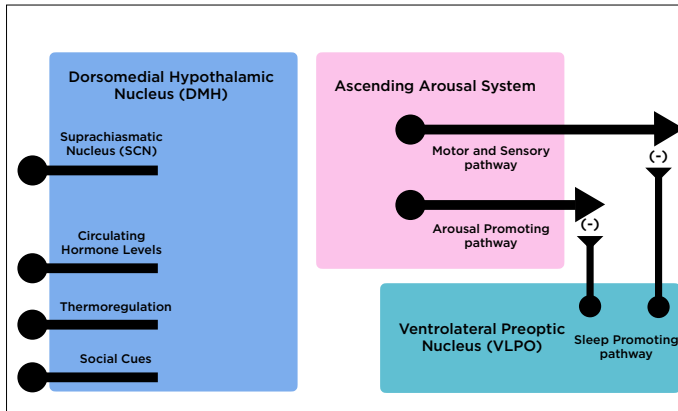 Dorsomedial Hypothalamic
Nucleus (DMH)
Suprachiasmatic
Nucleus (SCN)
Circulating
Hormone Levels
Thermoregulation
Social Cues
Ascending Arousal System
Motor and Sensory
pathway
(-)
Arousal Promoting
pathway
(-)
Ventrolateral Preoptic
Nucleus (VLPO)
Sleep Promoting
pathway